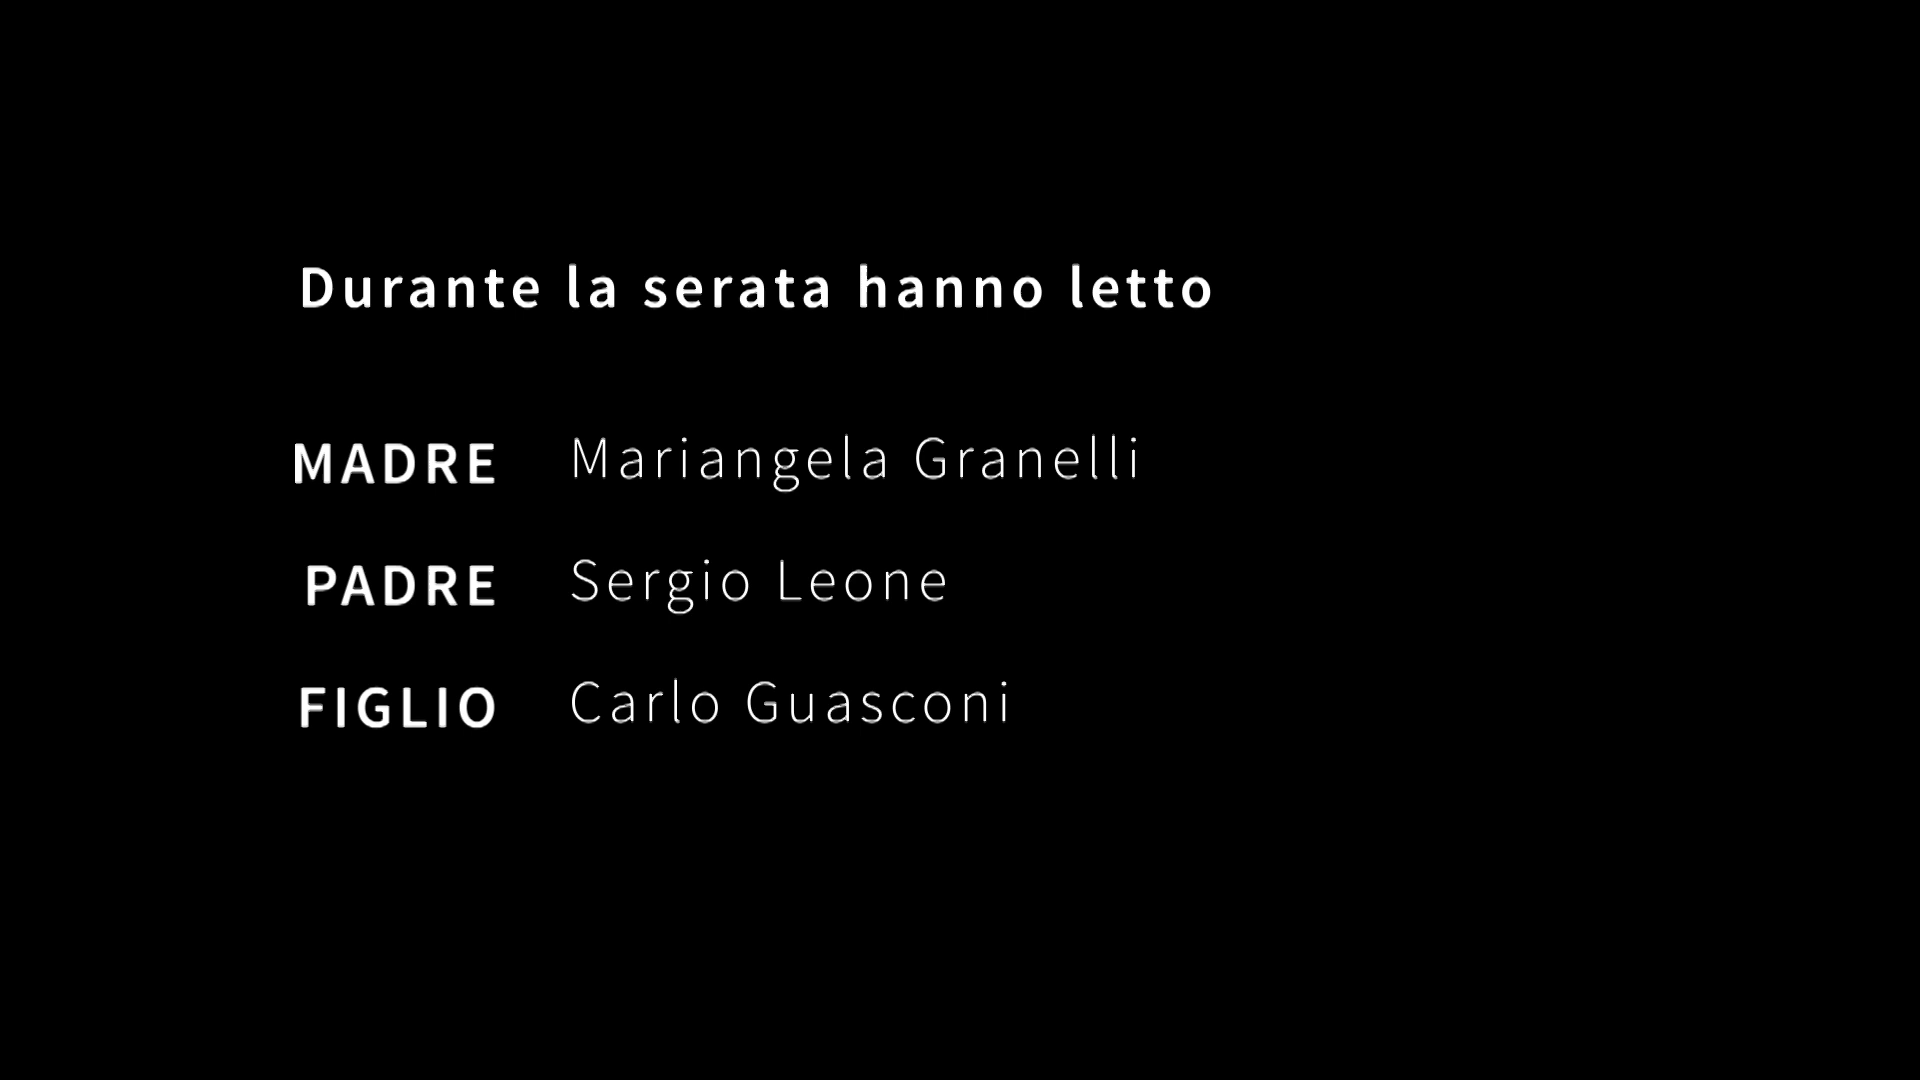 Durante la serata hanno letto
MADRE Mariangela Granelli
PADRE Sergio Leone
FIGLIO Carlo Guasconi